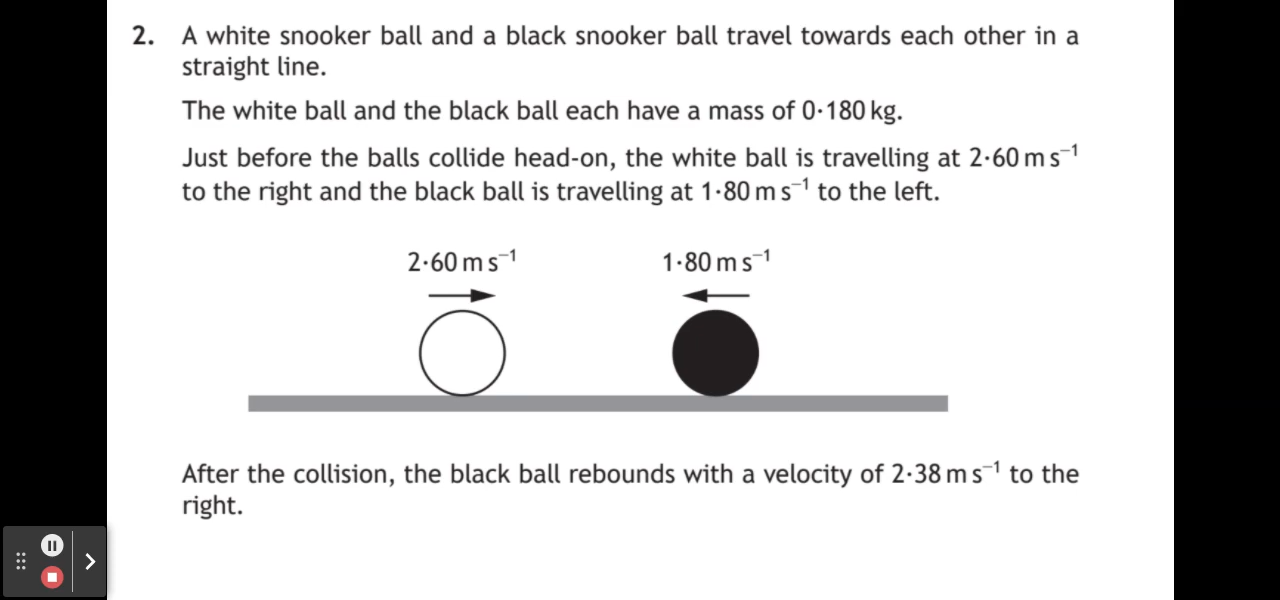 2. A white snooker ball and a black snooker ball travel towards each other in a
straight line.
The white ball and the black ball each have a mass of 0·180 kg.
Just before the balls collide head-on, the white ball is travelling at 2·60 m s⁻¹
to the right and the black ball is travelling at 1·80 m s⁻¹ to the left.
2·60 m s⁻¹ 1·80 m s⁻¹
After the collision, the black ball rebounds with a velocity of 2·38 m s⁻¹ to the
right.